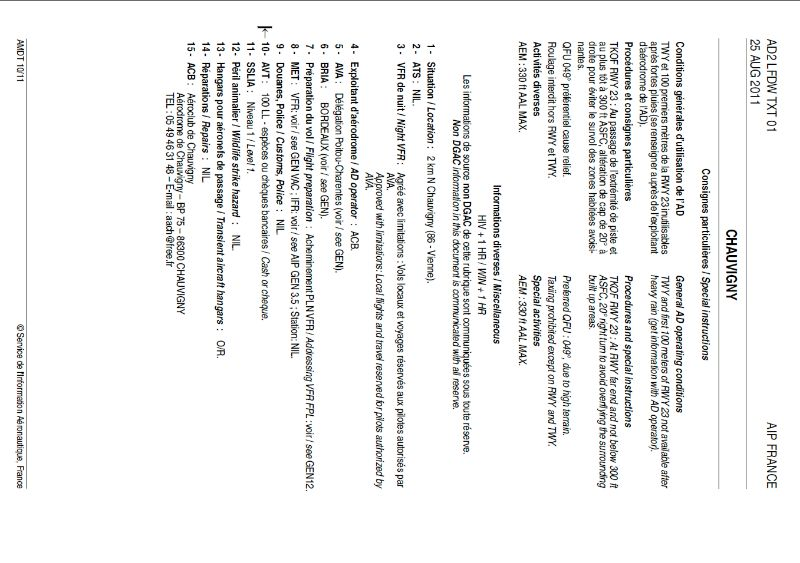 AD2 LFDW TXT 01
25 AUG 2011
AIP FRANCE
CHAUVIGNY
Consignes particulières / Special instructions
Conditions générales d'utilisation de l'AD
TWY et 100 premiers mètres de la RWY 23 inutilisables
après fortes pluies (se renseigner auprès de l'exploitant
d'aérodrome de l'AD).
Procédures et consignes particulières
TKOF RWY 23 : Au passage de l'extrémité de piste et
au plus tôt à 300 ft ASFC, altération de cap de 20° à
droite pour éviter le survol des zones habitées avoisi-
nantes.
QFU 049° préférentiel cause relief.
Roulage interdit hors RWY et TWY.
Activités diverses
AEM : 330 ft AAL MAX.
General AD operating conditions
TWY and first 100 meters of RWY 23 not available after
heavy rain (get information with AD operator).
Procedures and special instructions
TKOF RWY 23 : At RWY far end and not below 300 ft
ASFC, 20° right turn to avoid overflying the surrounding
built up areas.
Preferred QFU : 049°, due to high terrain.
Taxiing prohibited except on RWY and TWY.
Special activities
AEM : 330 ft AAL MAX.
Informations diverses / Miscellaneous
HIV + 1 HR / WIN + 1 HR
Les informations de source non DGAC de cette rubrique sont communiquées sous toute réserve.
Non DGAC information in this document is communicated with all reserve.
1 - Situation / Location : 2 km N Chauvigny (86 - Vienne).
2 - ATS : NIL.
3 - VFR de nuit / Night VFR : Agréé avec limitations : Vols locaux et voyages réservés aux pilotes autorisés par
AVA.
Approved with limitations: Local flights and travel reserved for pilots authorized by
AVA.
4 - Exploitant d'aérodrome / AD operator : ACB.
5 - AVA : Délégation Poitou-Charentes (voir / see GEN).
6 - BRIA : BORDEAUX (voir / see GEN).
7 - Préparation du vol / Flight preparation : Acheminement PLN VFR / Addressing VFR FPL : voir / see GEN12.
8 - MET : VFR: voir / see GEN VAC ; IFR: voir / see AIP GEN 3.5 ; Station: NIL.
9 - Douanes, Police / Customs, Police : NIL.
10 - AVT : 100 LL - espèces ou chèques bancaires / Cash or cheque.
11 - SSLIA : Niveau 1 / Level 1.
12 - Péril animalier / Wildlife strike hazard : NIL.
13 - Hangars pour aéronefs de passage / Transient aircraft hangars : O/R.
14 - Réparations / Repairs : NIL.
15 - ACB : Aéroclub de Chauvigny
Aérodrome de Chauvigny – BP 75 – 86300 CHAUVIGNY
TEL : 05 49 46 31 48 – E-mail : aach@free.fr
AMDT 10/11
© Service de l'Information Aéronautique, France